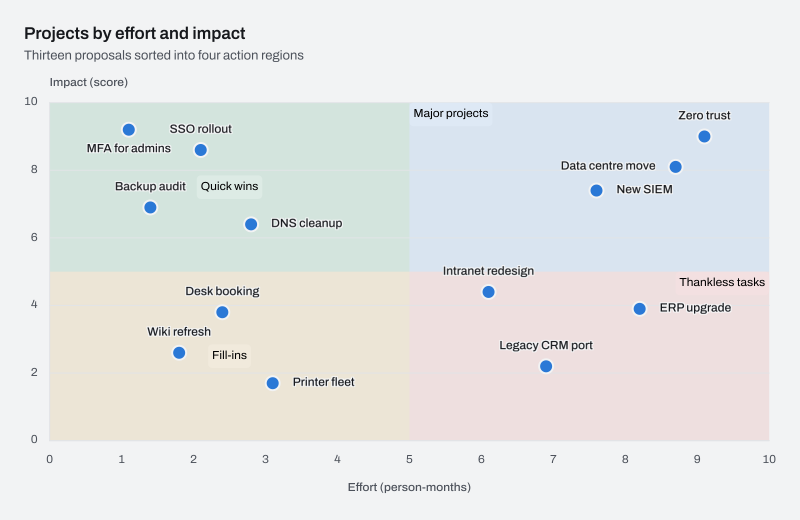 Projects by effort and impact
Thirteen proposals sorted into four action regions
Impact (score)
10
8
6
4
2
0
Major projects
Zero trust
SSO rollout
MFA for admins
Data centre move
Backup audit
Quick wins
New SIEM
DNS cleanup
Intranet redesign
Thankless tasks
Desk booking
ERP upgrade
Wiki refresh
Legacy CRM port
Fill-ins
Printer fleet
0 1 2 3 4 5 6 7 8 9 10
Effort (person-months)